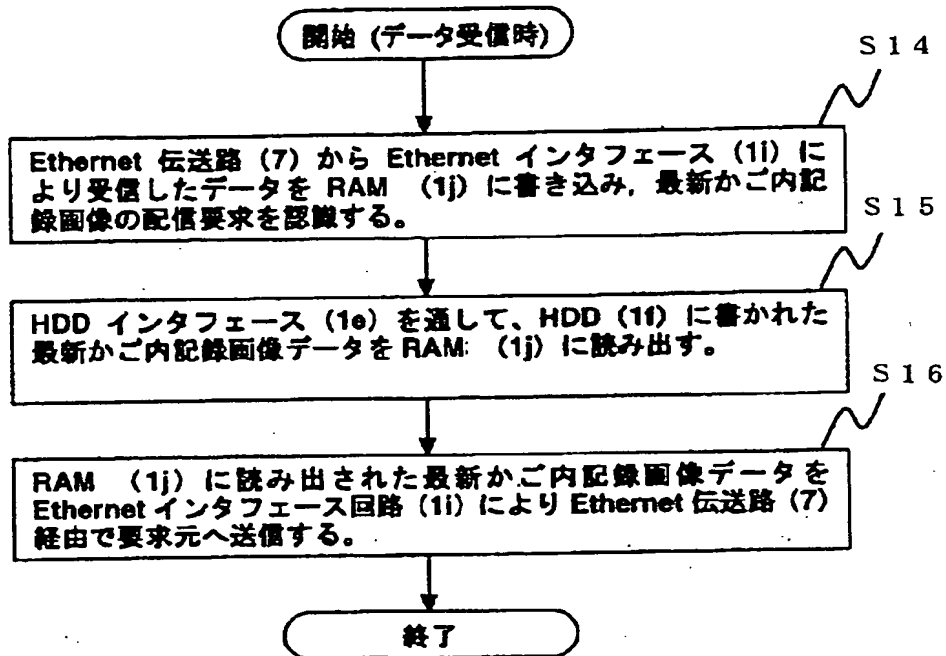 開始 (データ受信時)
S14
Ethernet 伝送路 (7) から Ethernet インタフェース (1i) に
より受信したデータを RAM (1j) に書き込み, 最新かご内記
録画像の配信要求を認識する。
S15
HDD インタフェース (1e) を通して、HDD (1f) に書かれた
最新かご内記録画像データを RAM (1j) に読み出す。
S16
RAM (1j) に読み出された最新かご内記録画像データを
Ethernet インタフェース回路 (1i) により Ethernet 伝送路 (7)
経由で要求元へ送信する。
終了